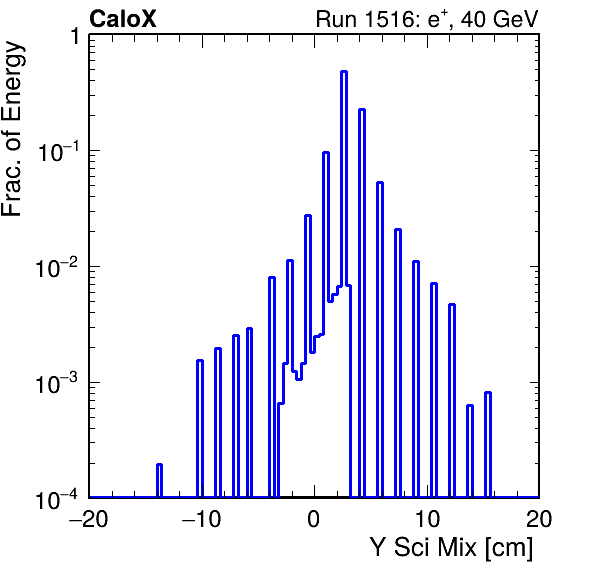 CaloX Run 1516: e⁺, 40 GeV
Frac. of Energy
1
10⁻¹
10⁻²
10⁻³
10⁻⁴
−20 −10 0 10 20
Y Sci Mix [cm]